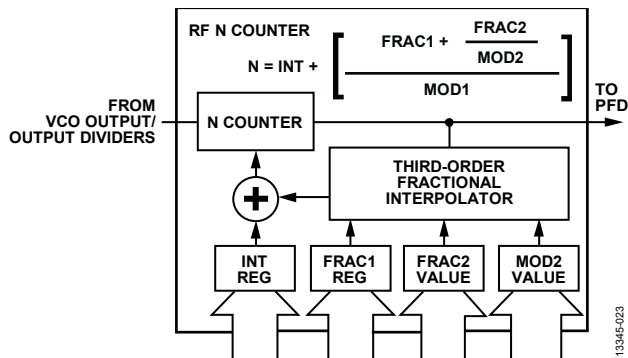 RF N COUNTER
N = INT +
FRAC1 +
FRAC2
MOD2
MOD1
FROM
VCO OUTPUT/
OUTPUT DIVIDERS
N COUNTER
TO
PFD
THIRD-ORDER
FRACTIONAL
INTERPOLATOR
+
INT
REG
FRAC1
REG
FRAC2
VALUE
MOD2
VALUE
13345-023